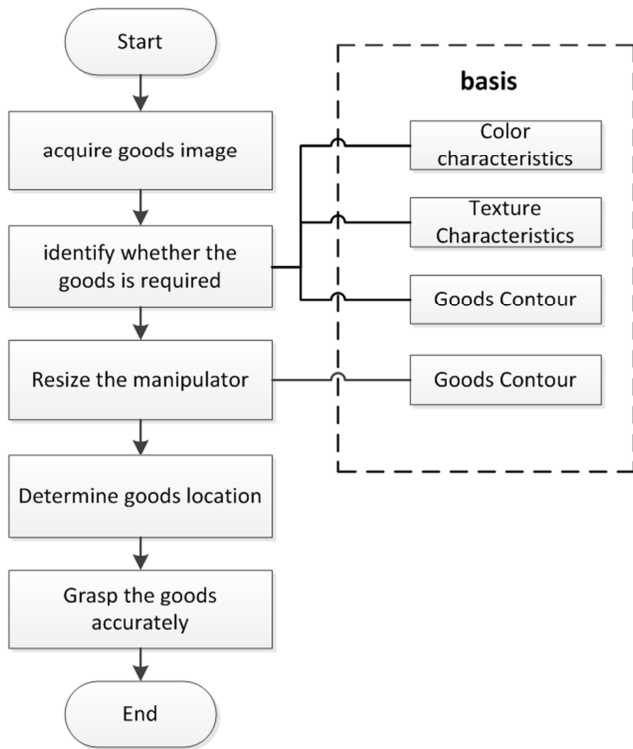 Start
acquire goods image
identify whether the
goods is required
Resize the manipulator
Determine goods location
Grasp the goods
accurately
End
basis
Color
characteristics
Texture
Characteristics
Goods Contour
Goods Contour